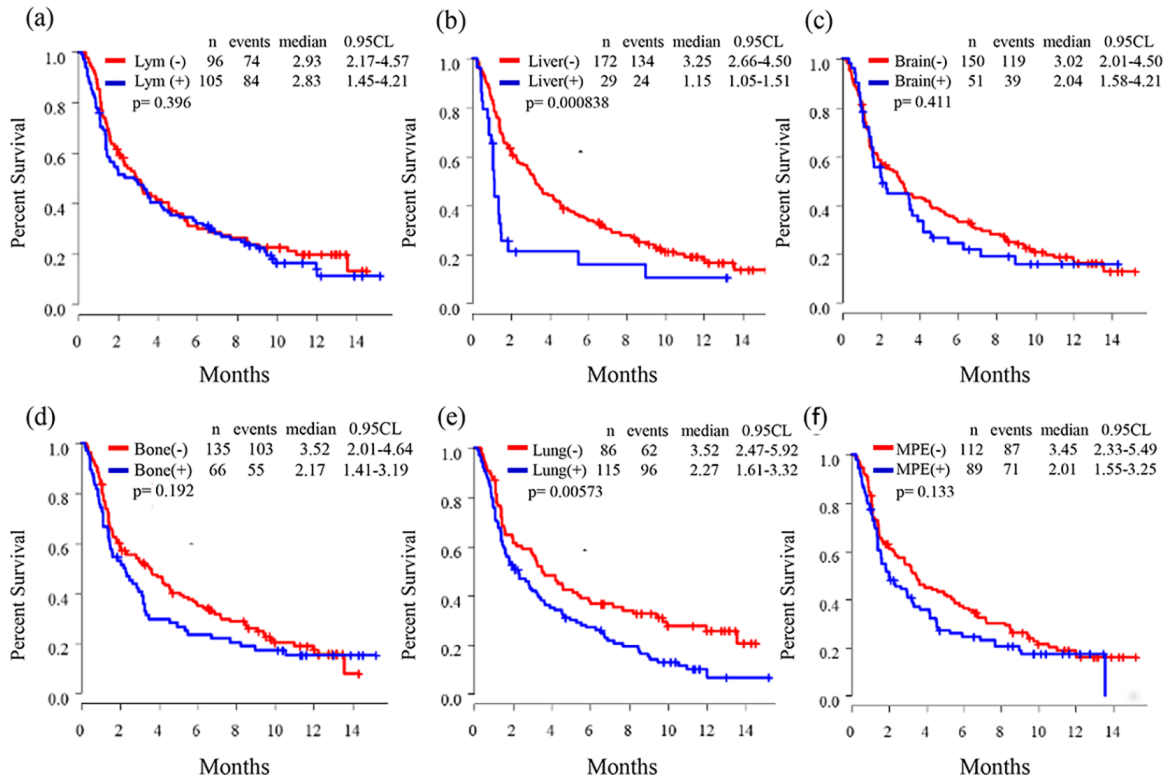 (a)
n events median 0.95CL
Lym (-) 96 74 2.93 2.17-4.57
Lym (+) 105 84 2.83 1.45-4.21
p= 0.396
Percent Survival
1.0
0.8
0.6
0.4
0.2
0.0
0 2 4 6 8 10 12 14
Months
(b)
n events median 0.95CL
Liver(-) 172 134 3.25 2.66-4.50
Liver(+) 29 24 1.15 1.05-1.51
p= 0.000838
Percent Survival
1.0
0.8
0.6
0.4
0.2
0.0
0 2 4 6 8 10 12 14
Months
(c)
n events median 0.95CL
Brain(-) 150 119 3.02 2.01-4.50
Brain(+) 51 39 2.04 1.58-4.21
p= 0.411
Percent Survival
1.0
0.8
0.6
0.4
0.2
0.0
0 2 4 6 8 10 12 14
Months
(d)
n events median 0.95CL
Bone(-) 135 103 3.52 2.01-4.64
Bone(+) 66 55 2.17 1.41-3.19
p= 0.192
Percent Survival
1.0
0.8
0.6
0.4
0.2
0.0
0 2 4 6 8 10 12 14
Months
(e)
n events median 0.95CL
Lung(-) 86 62 3.52 2.47-5.92
Lung(+) 115 96 2.27 1.61-3.32
p= 0.00573
Percent Survival
1.0
0.8
0.6
0.4
0.2
0.0
0 2 4 6 8 10 12 14
Months
(f)
n events median 0.95CL
MPE(-) 112 87 3.45 2.33-5.49
MPE(+) 89 71 2.01 1.55-3.25
p= 0.133
Percent Survival
1.0
0.8
0.6
0.4
0.2
0.0
0 2 4 6 8 10 12 14
Months